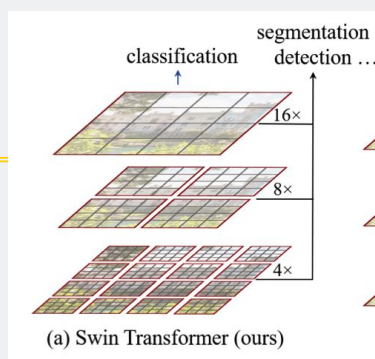 segmentation
classification detection ...
16×
8×
4×
(a) Swin Transformer (ours)